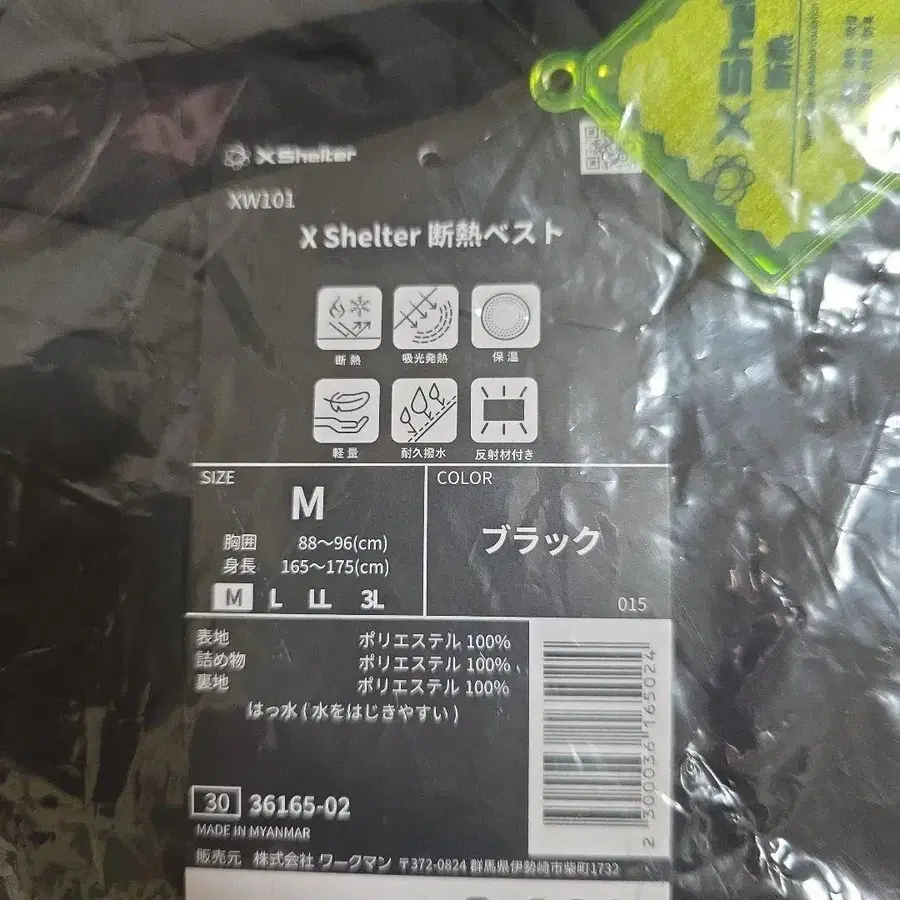 X Shelter
断熱
X Shelter
XW101
X Shelter 断熱ベスト
断熱
吸光発熱
保温
軽量
耐久撥水
反射材付き
SIZE
M
胸囲 88～96(cm)
身長 165～175(cm)
M L LL 3L
COLOR
ブラック
015
表地 ポリエステル 100%
詰め物 ポリエステル 100%
裏地 ポリエステル 100%
はっ水 ( 水をはじきやすい )
2 300036 165024
30 36165-02
MADE IN MYANMAR
販売元 株式会社 ワークマン 〒372-0824 群馬県伊勢崎市柴町1732